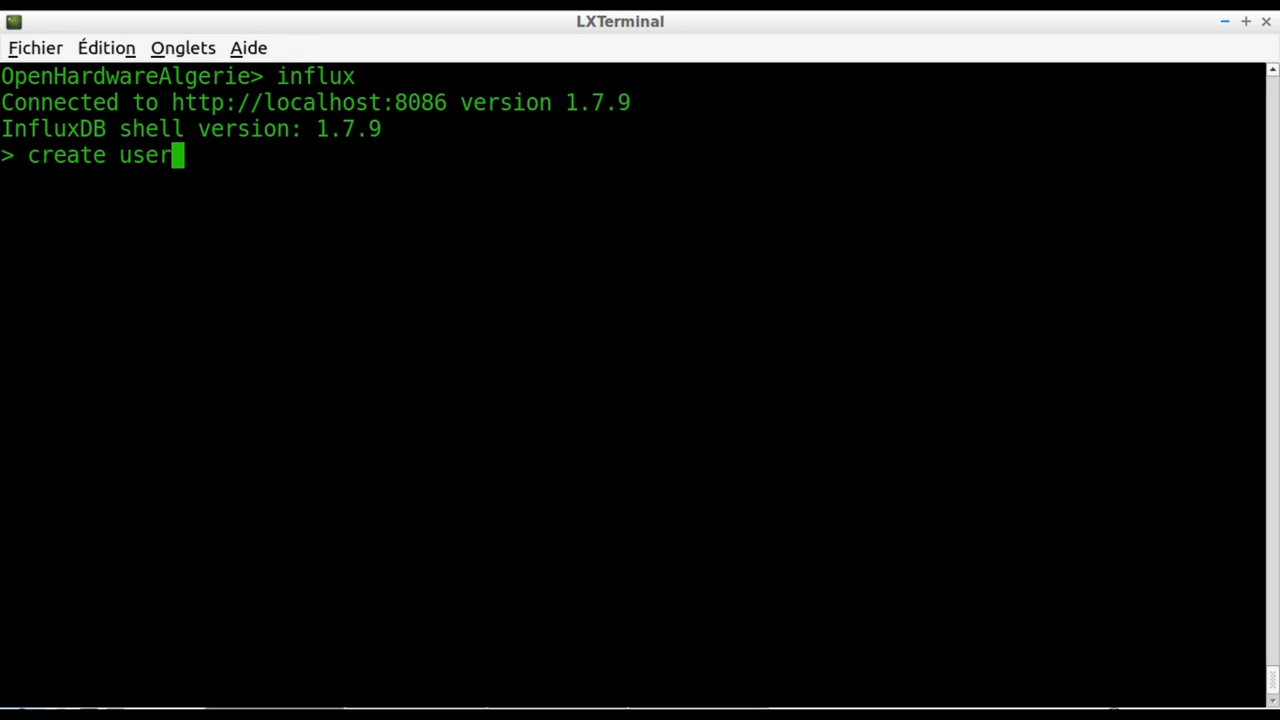 LXTerminal
Fichier Édition Onglets Aide
OpenHardwareAlgerie> influx
Connected to http://localhost:8086 version 1.7.9
InfluxDB shell version: 1.7.9
> create user